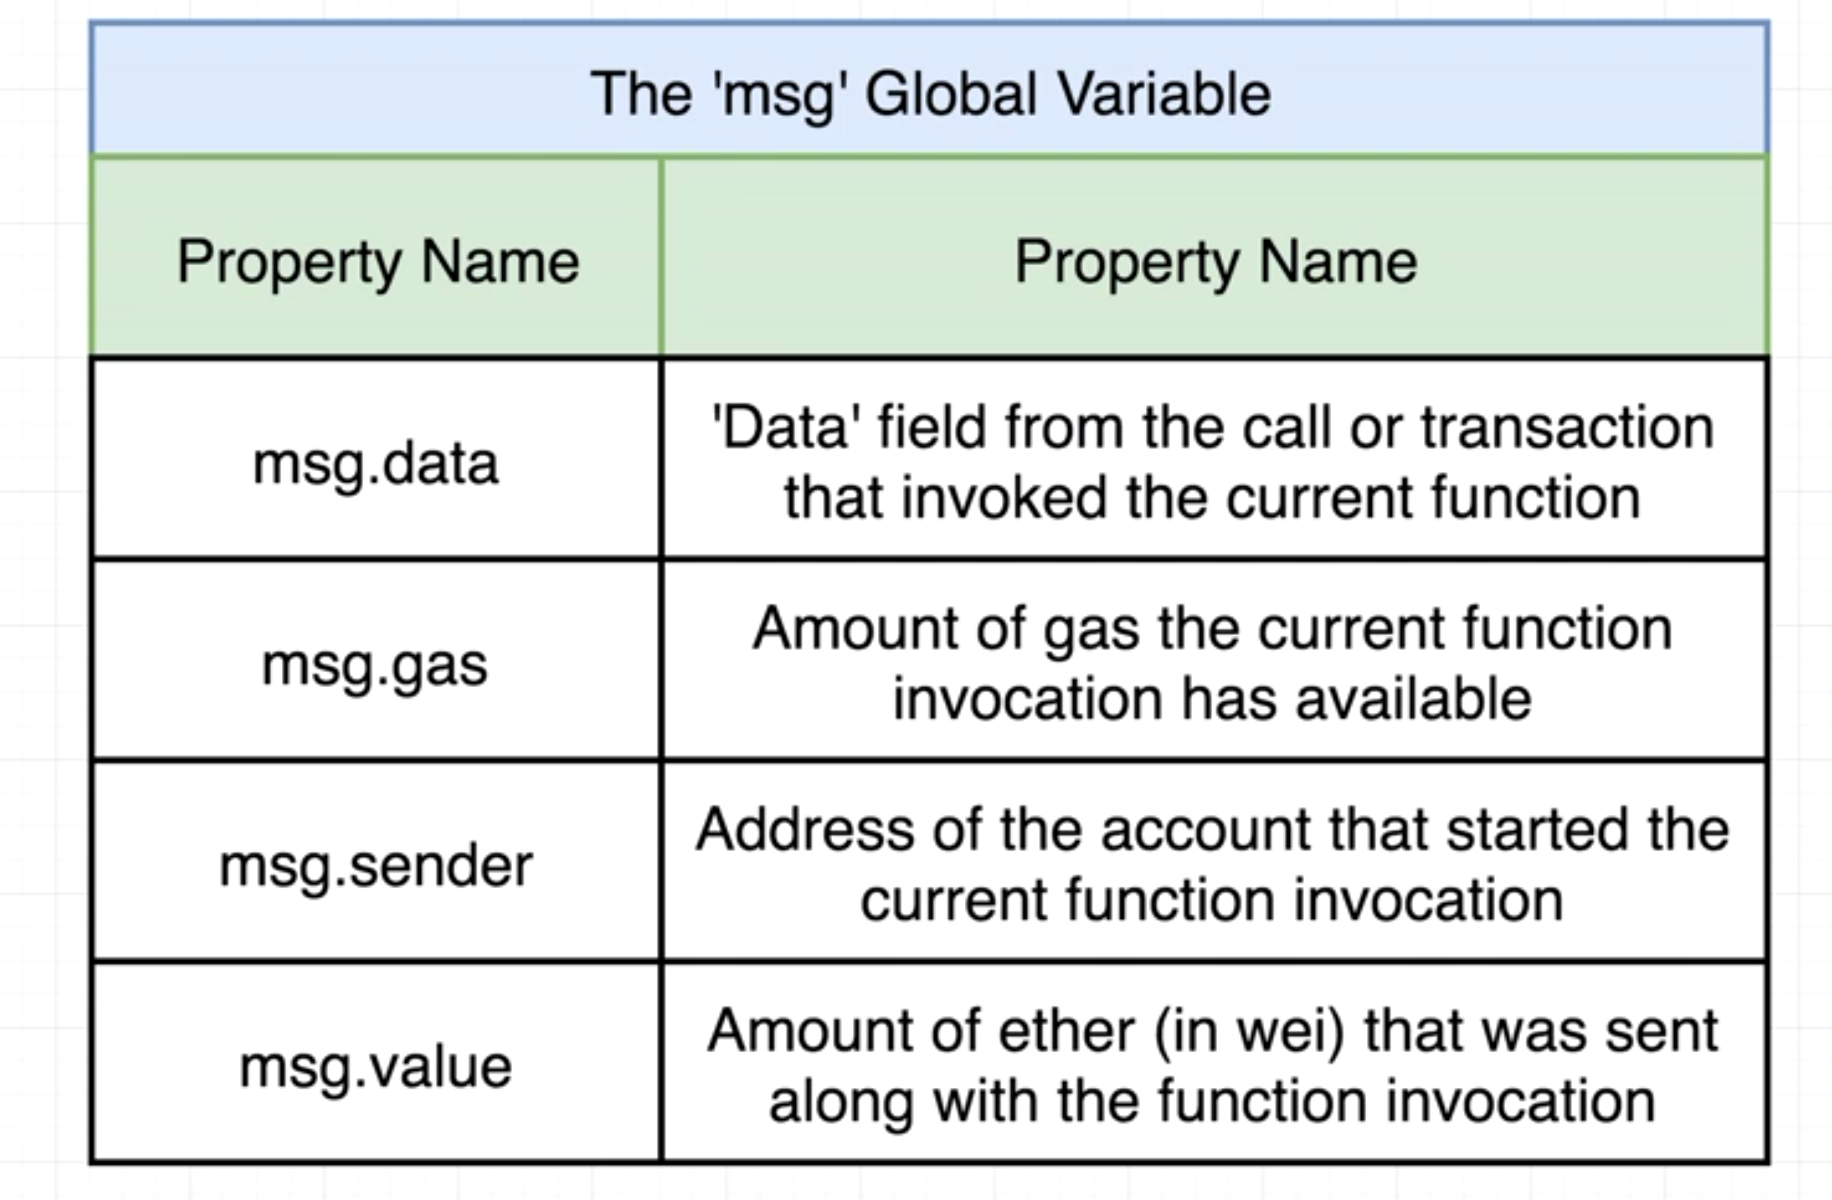 The 'msg' Global Variable
Property Name
Property Name
msg.data
'Data' field from the call or transaction
that invoked the current function
msg.gas
Amount of gas the current function
invocation has available
msg.sender
Address of the account that started the
current function invocation
msg.value
Amount of ether (in wei) that was sent
along with the function invocation